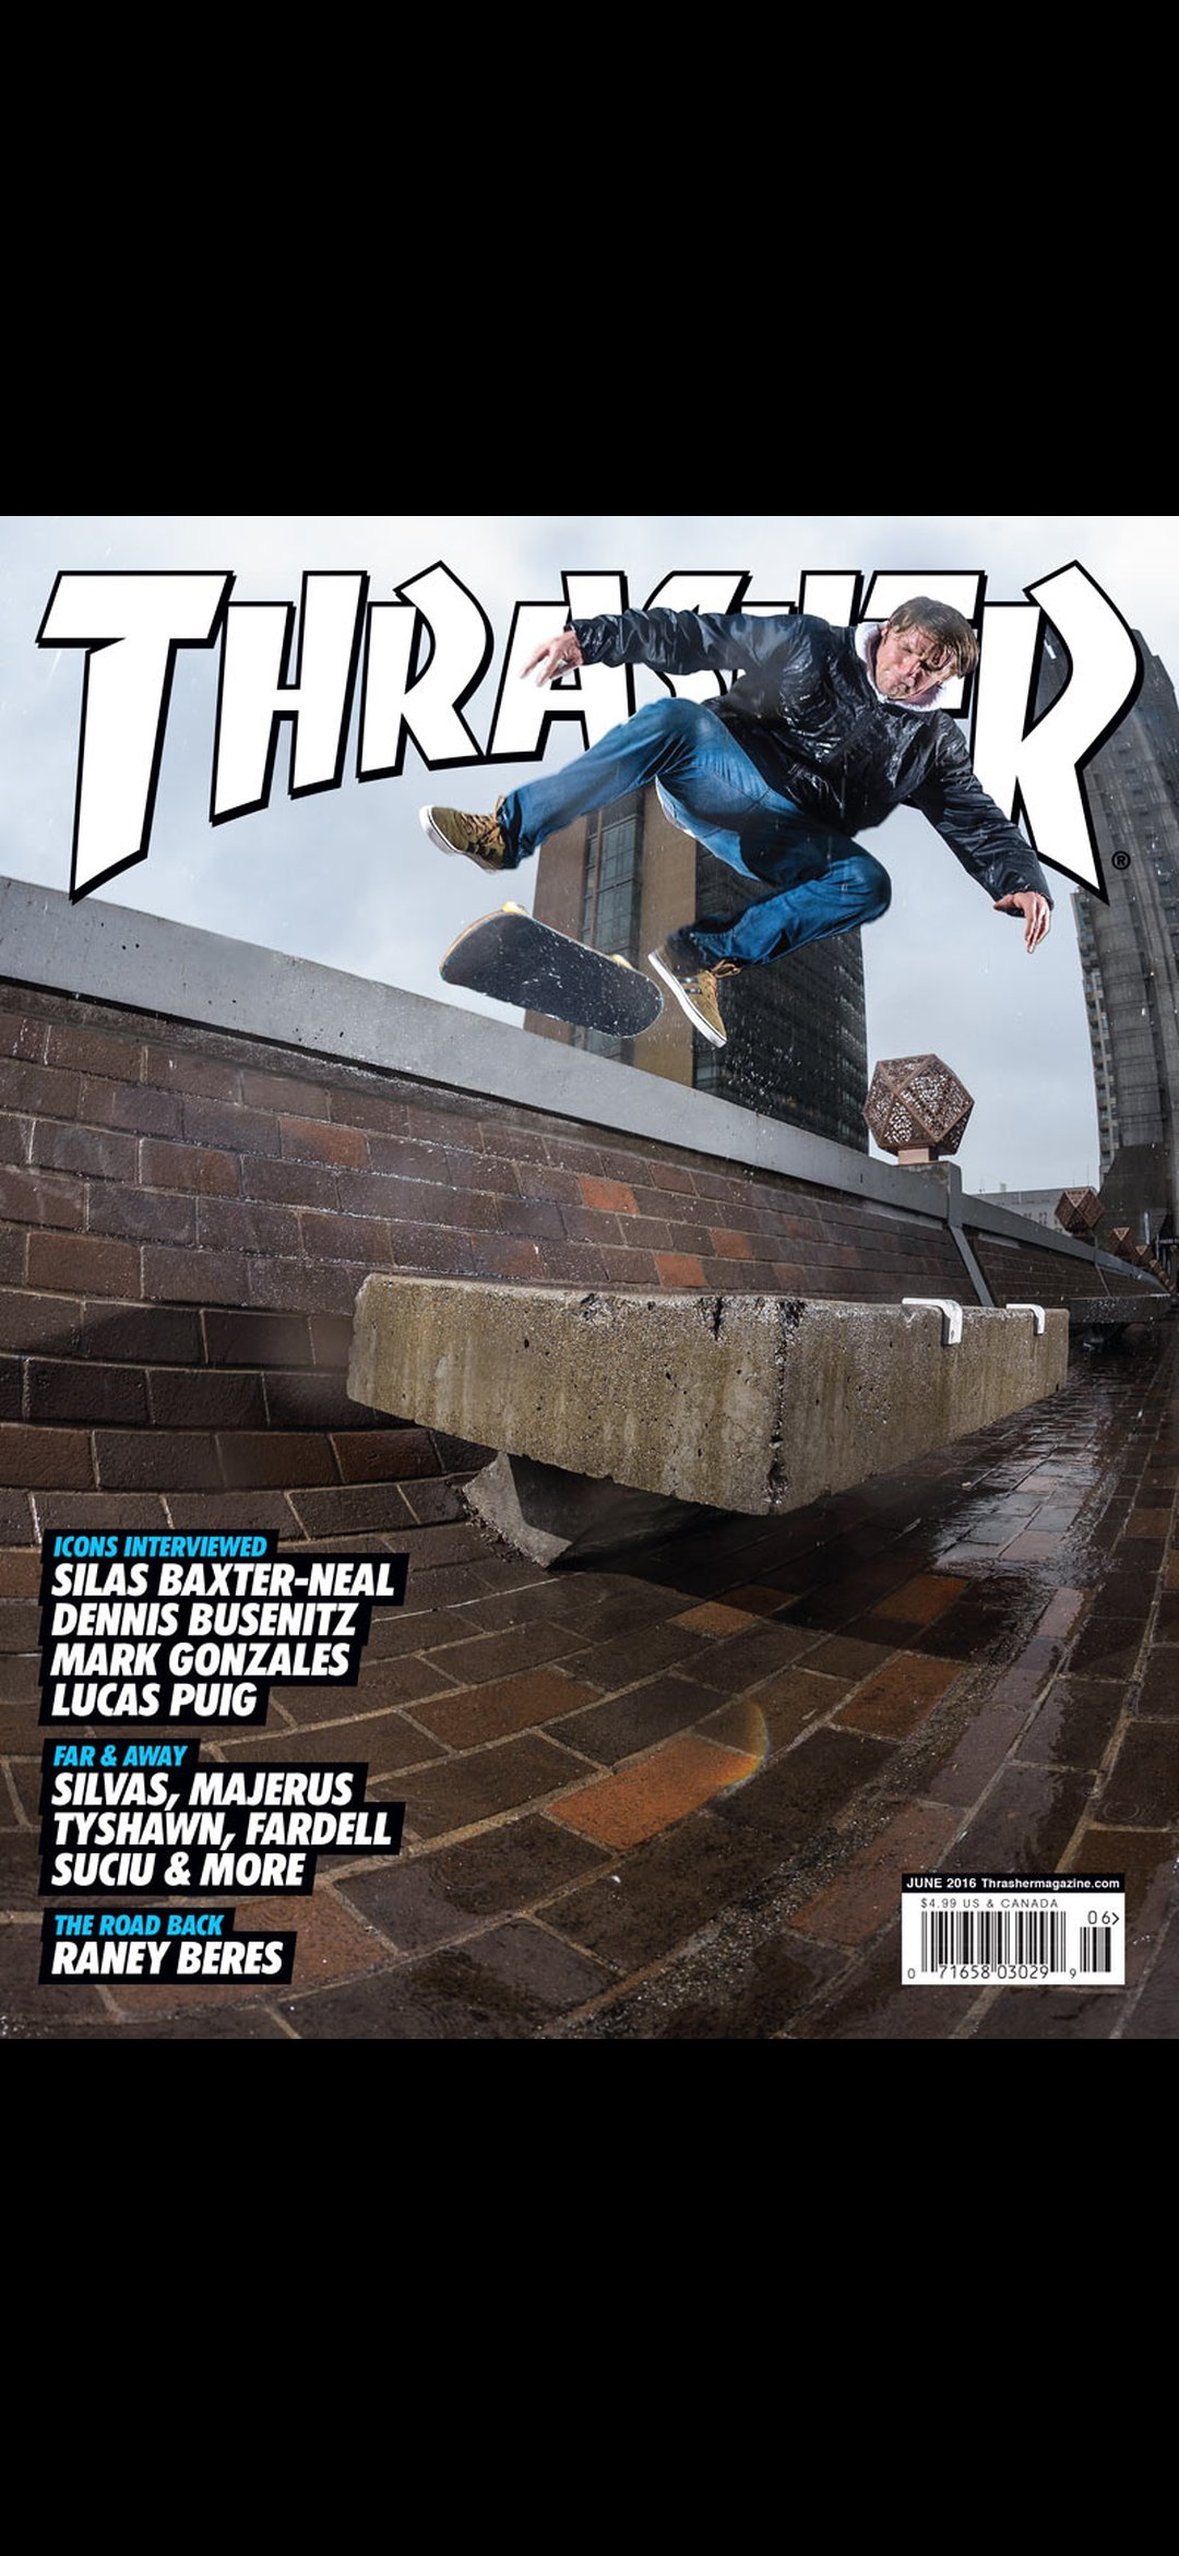 THRASHER
®
ICONS INTERVIEWED
SILAS BAXTER-NEAL
DENNIS BUSENITZ
MARK GONZALES
LUCAS PUIG
FAR & AWAY
SILVAS, MAJERUS
TYSHAWN, FARDELL
SUCIU & MORE
THE ROAD BACK
RANEY BERES
JUNE 2016 Thrashermagazine.com
$4.99 US & CANADA
06>
0 71658 03029 9